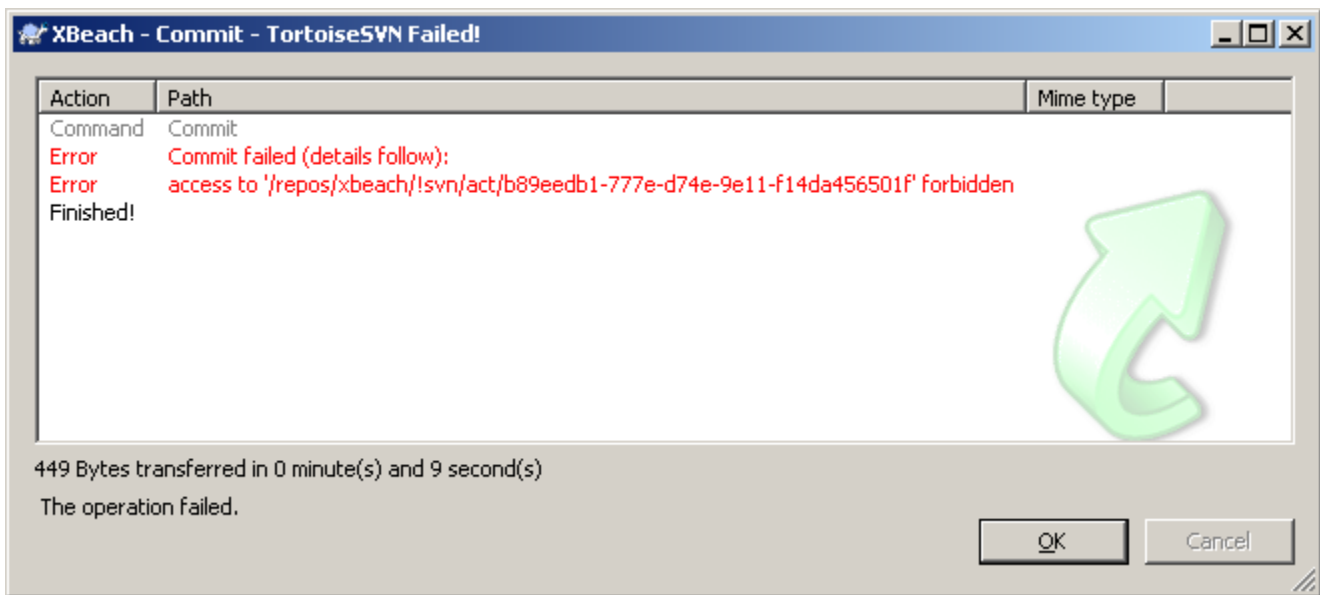 XBeach - Commit - TortoiseSVN Failed!
Action Path Mime type
Command Commit
Error Commit failed (details follow):
Error access to '/repos/xbeach/!svn/act/b89eedb1-777e-d74e-9e11-f14da456501f' forbidden
Finished!
449 Bytes transferred in 0 minute(s) and 9 second(s)
The operation failed.
OK Cancel